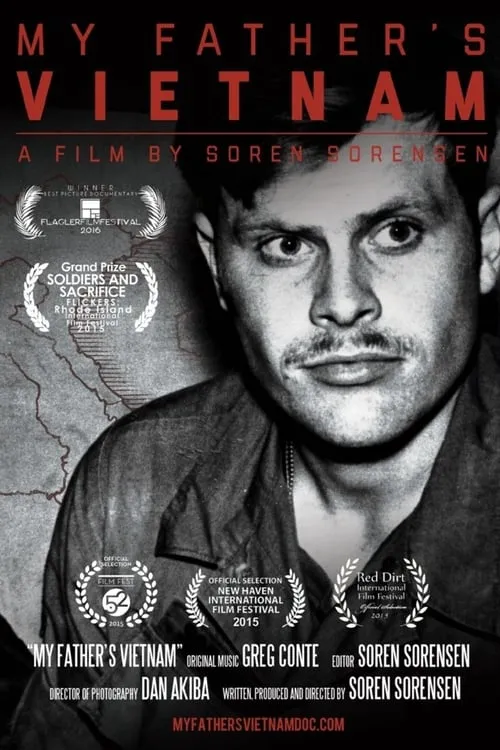 MY FATHER'S
VIETNAM
A FILM BY SOREN SORENSEN
WINNER
BEST PICTURE DOCUMENTARY
FLAGLERFILMFESTIVAL
2016
Grand Prize
SOLDIERS AND
SACRIFICE
FLICKERS:
Rhode Island
International
Film Festival
2015
OFFICIAL
SELECTION
FILM FEST
52
2015
OFFICIAL SELECTION
NEW HAVEN
INTERNATIONAL
FILM FESTIVAL
2015
Red Dirt
International
Film Festival
Official Selection
2015
"MY FATHER'S VIETNAM" ORIGINAL MUSIC GREG CONTE EDITOR SOREN SORENSEN
DIRECTOR OF PHOTOGRAPHY DAN AKIBA WRITTEN, PRODUCED AND DIRECTED BY SOREN SORENSEN
MYFATHERSVIETNAMDOC.COM